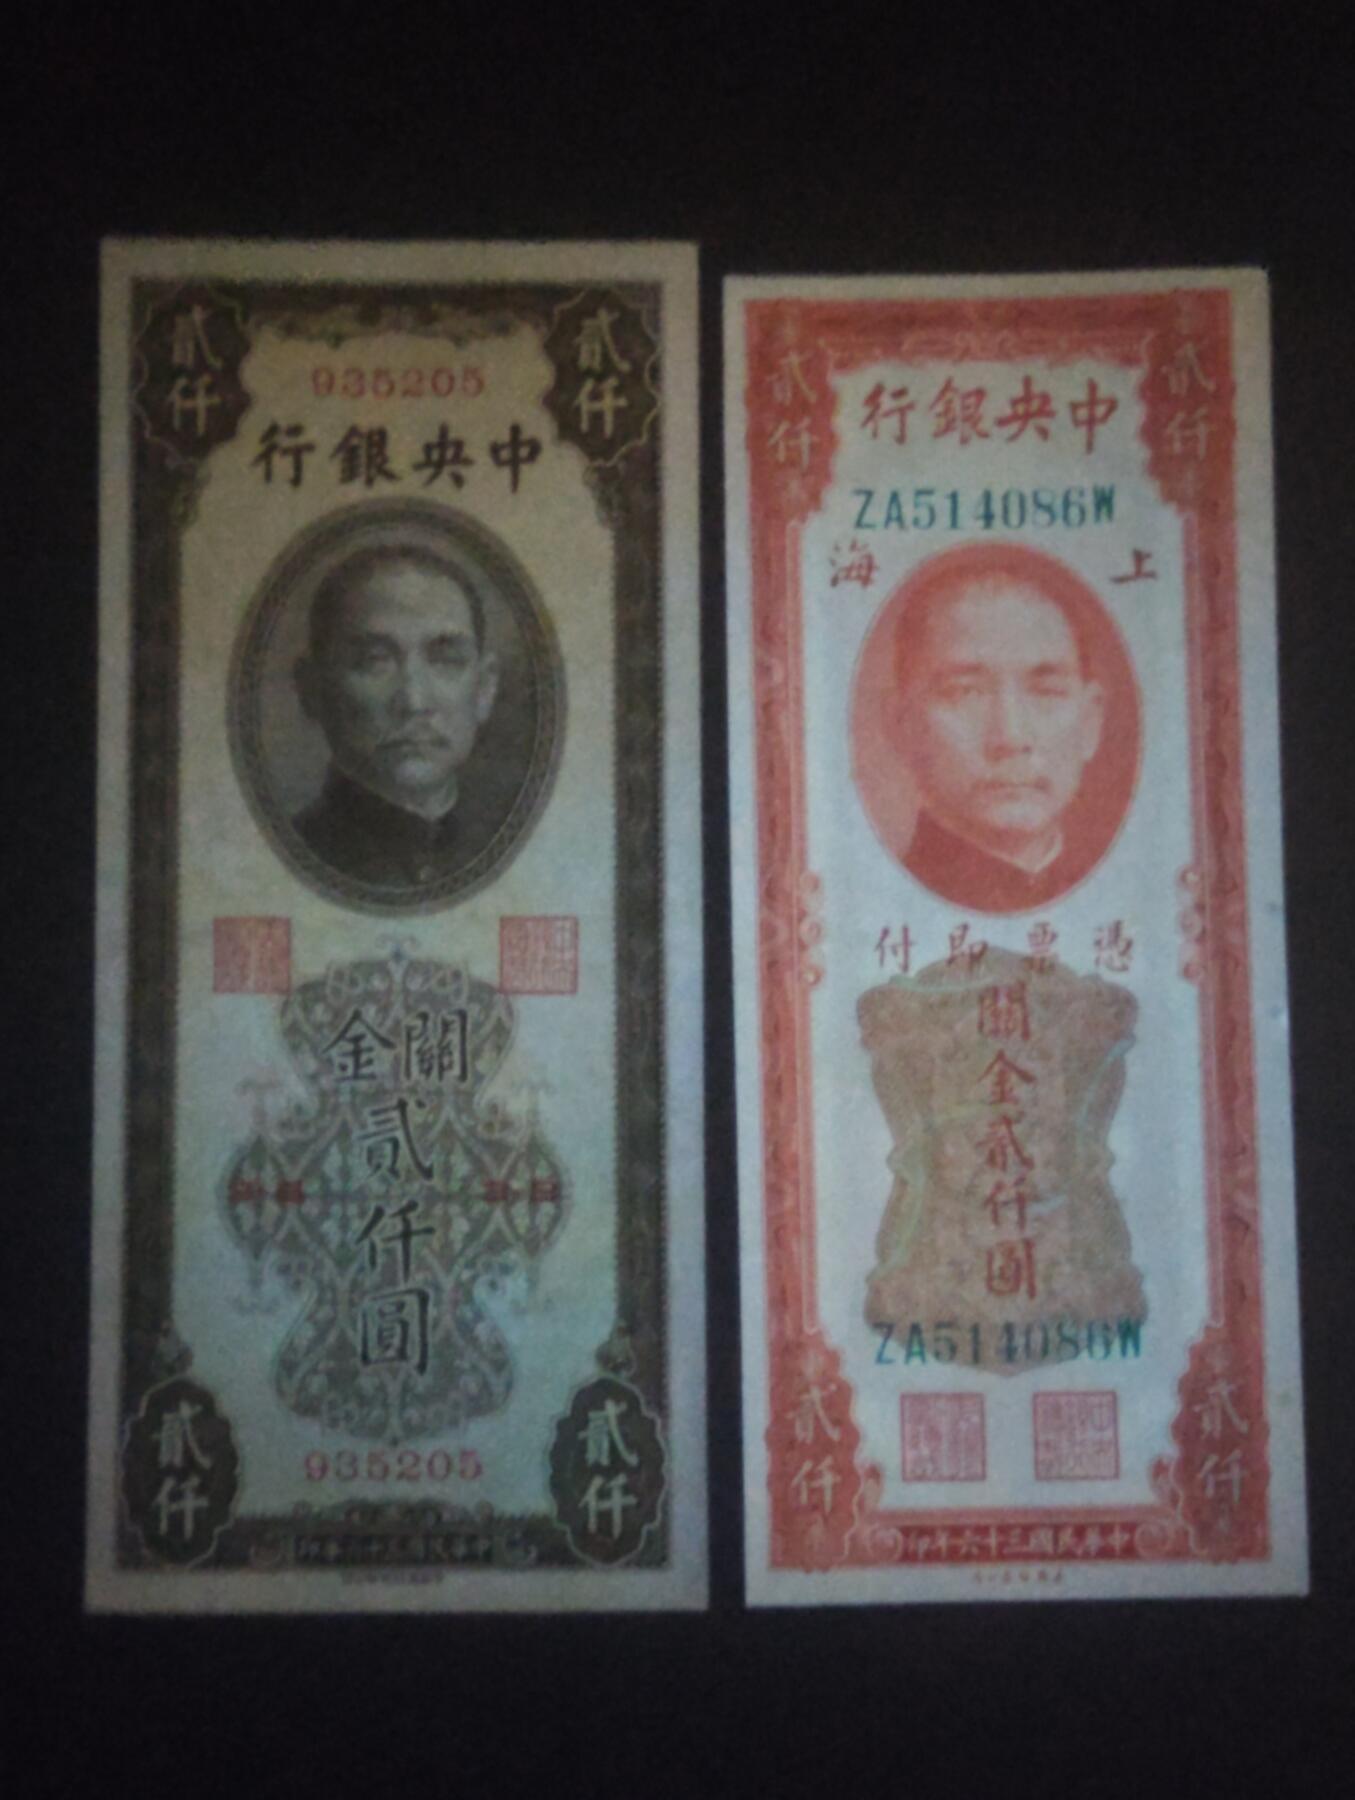 貳仟
貳仟
935205
行銀央中
關金
貳
仟
圓
935205
貳仟
貳仟
貳仟
貳仟
行銀央中
ZA514086W
海 上
付即票憑
關金貳仟圓
ZA514086W
貳仟
貳仟
印年六十三國民華中